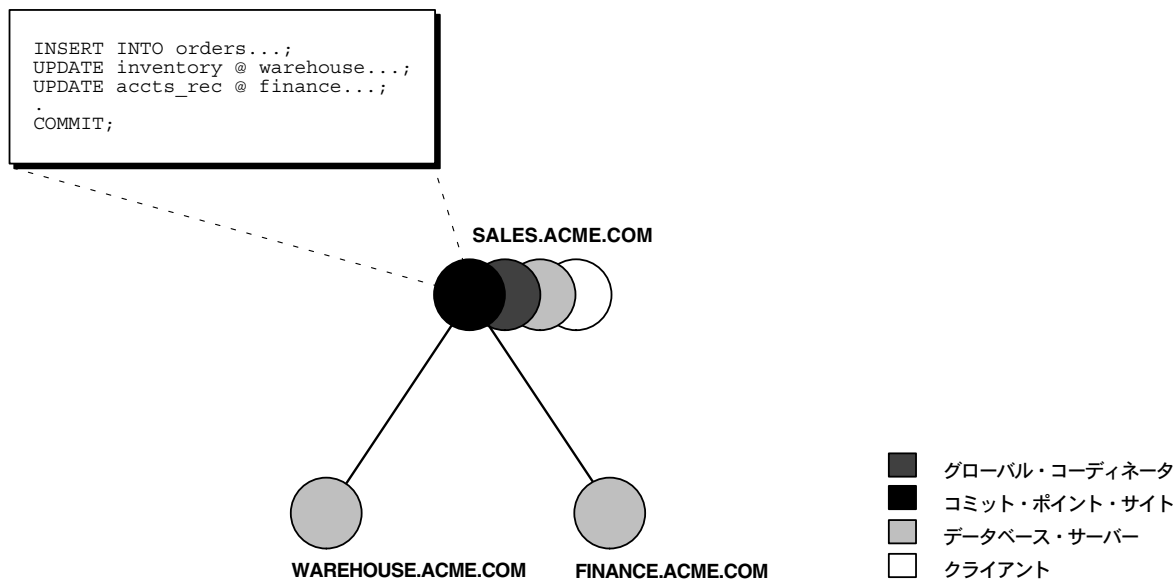 INSERT INTO orders...;
UPDATE inventory @ warehouse...;
UPDATE accts_rec @ finance...;
.
COMMIT;
SALES.ACME.COM
WAREHOUSE.ACME.COM
FINANCE.ACME.COM
グローバル・コーディネータ
コミット・ポイント・サイト
データベース・サーバー
クライアント